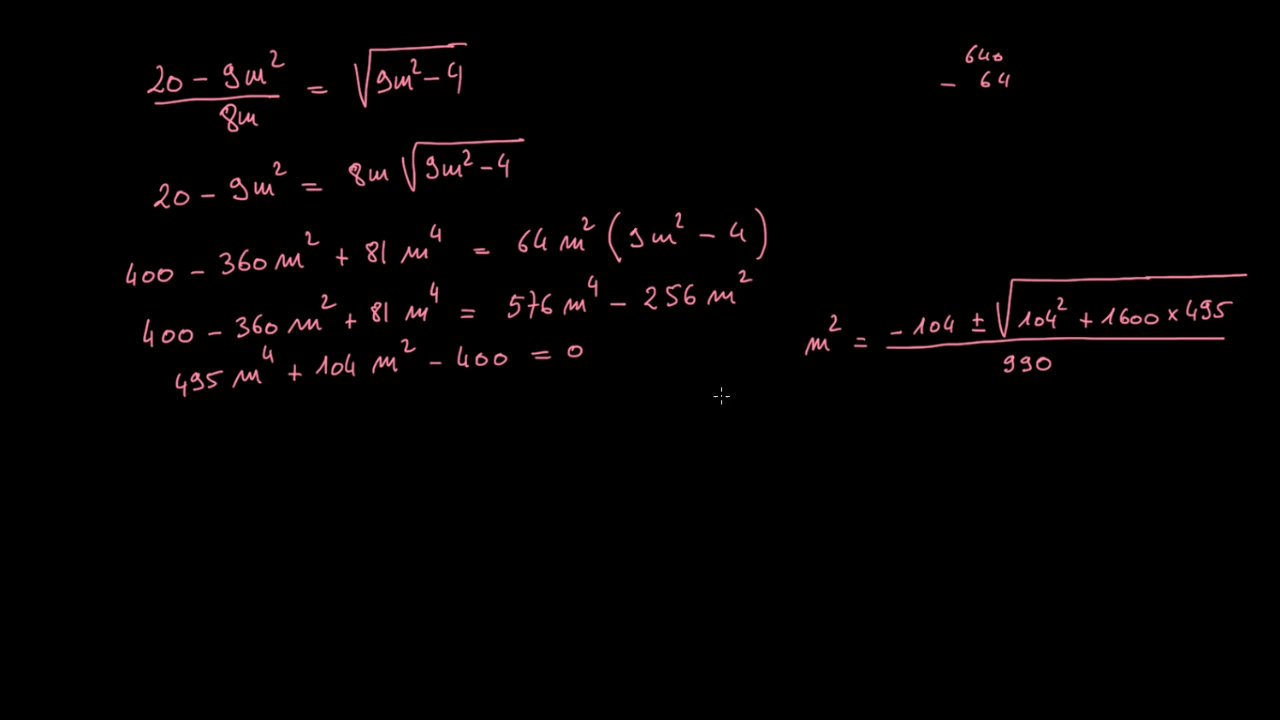 (20 − 9m²)/(8m) = √(9m² − 4)
20 − 9m² = 8m √(9m² − 4)
400 − 360m² + 81m⁴ = 64m² (9m² − 4)
400 − 360m² + 81m⁴ = 576m⁴ − 256m²
495m⁴ + 104m² − 400 = 0
640
− 64
m² = (−104 ± √(104² + 1600 × 495))/990